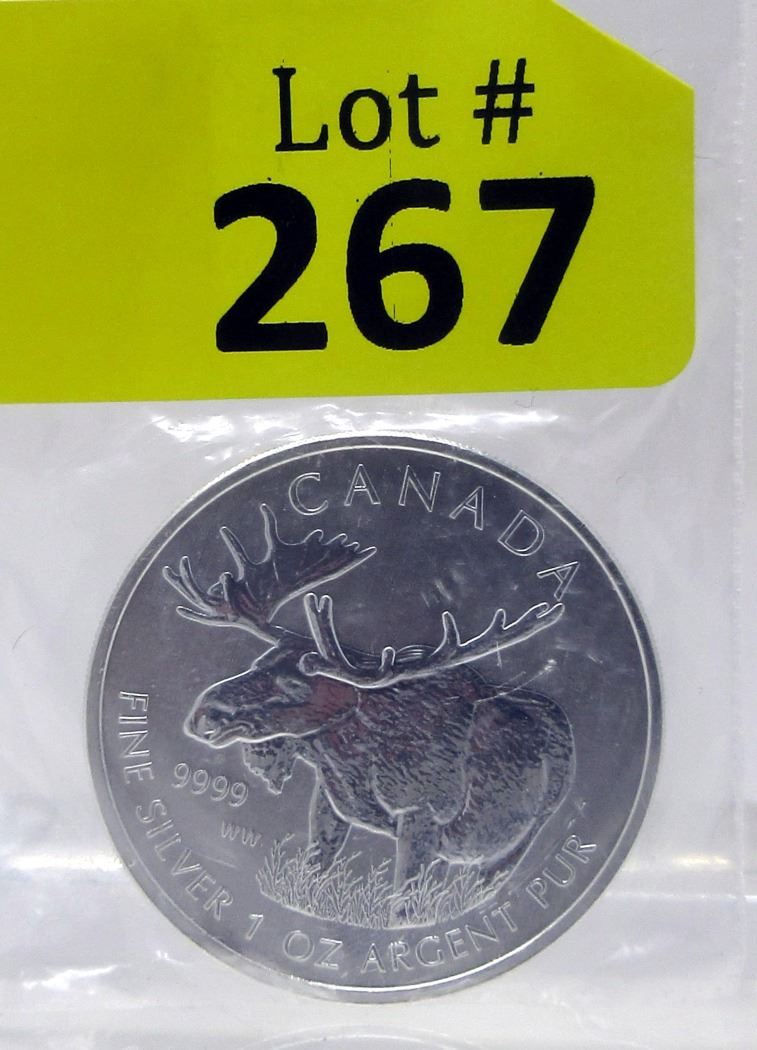 Lot #
267
CANADA
9999
WW
FINE SILVER 1 OZ ARGENT PUR